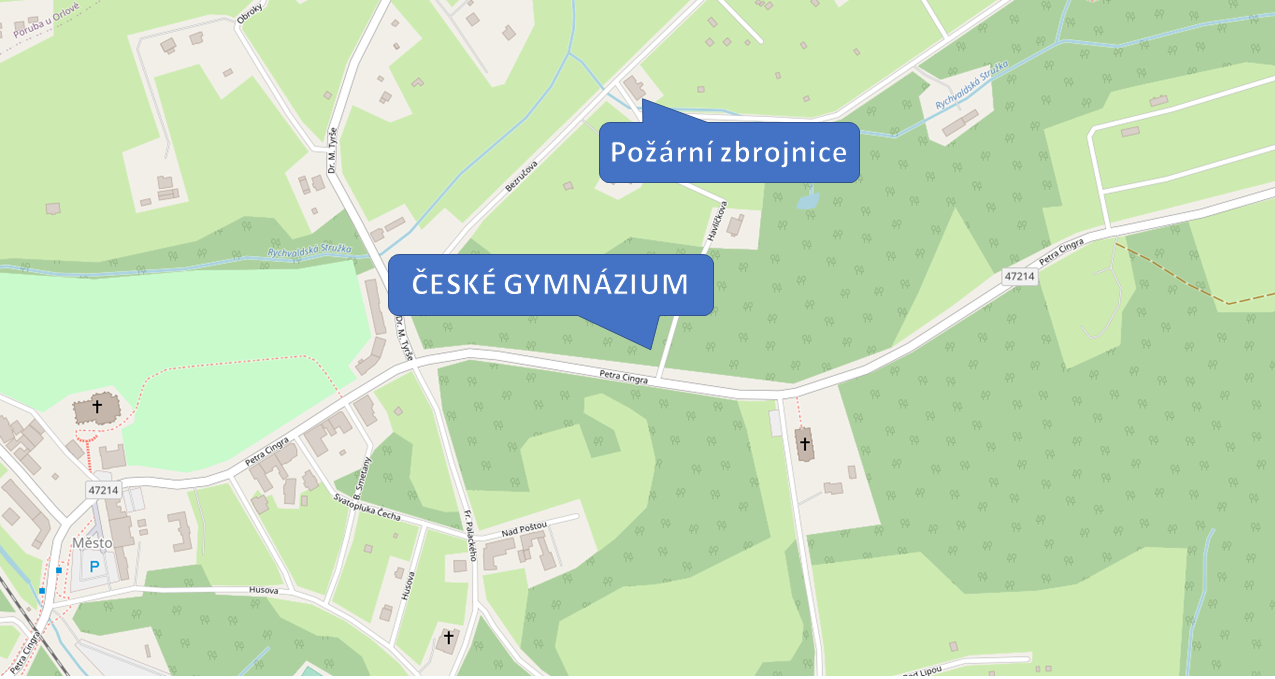 Poruba u Orlové
Obroky
Dr. M. Tyrše
Bezručova
Rychvaldská Stružka
Požární zbrojnice
Havlíčkova
Rychvaldská Stružka
Petra Cingra
47214
ČESKÉ GYMNÁZIUM
Dr. M. Tyrše
Petra Cingra
Petra Cingra
47214
B. Smetany
Svatopluka Čecha
Fr. Palackého
Nad Poštou
Město
P
Husova
Husova
Petra Cingra
Pod Lipou